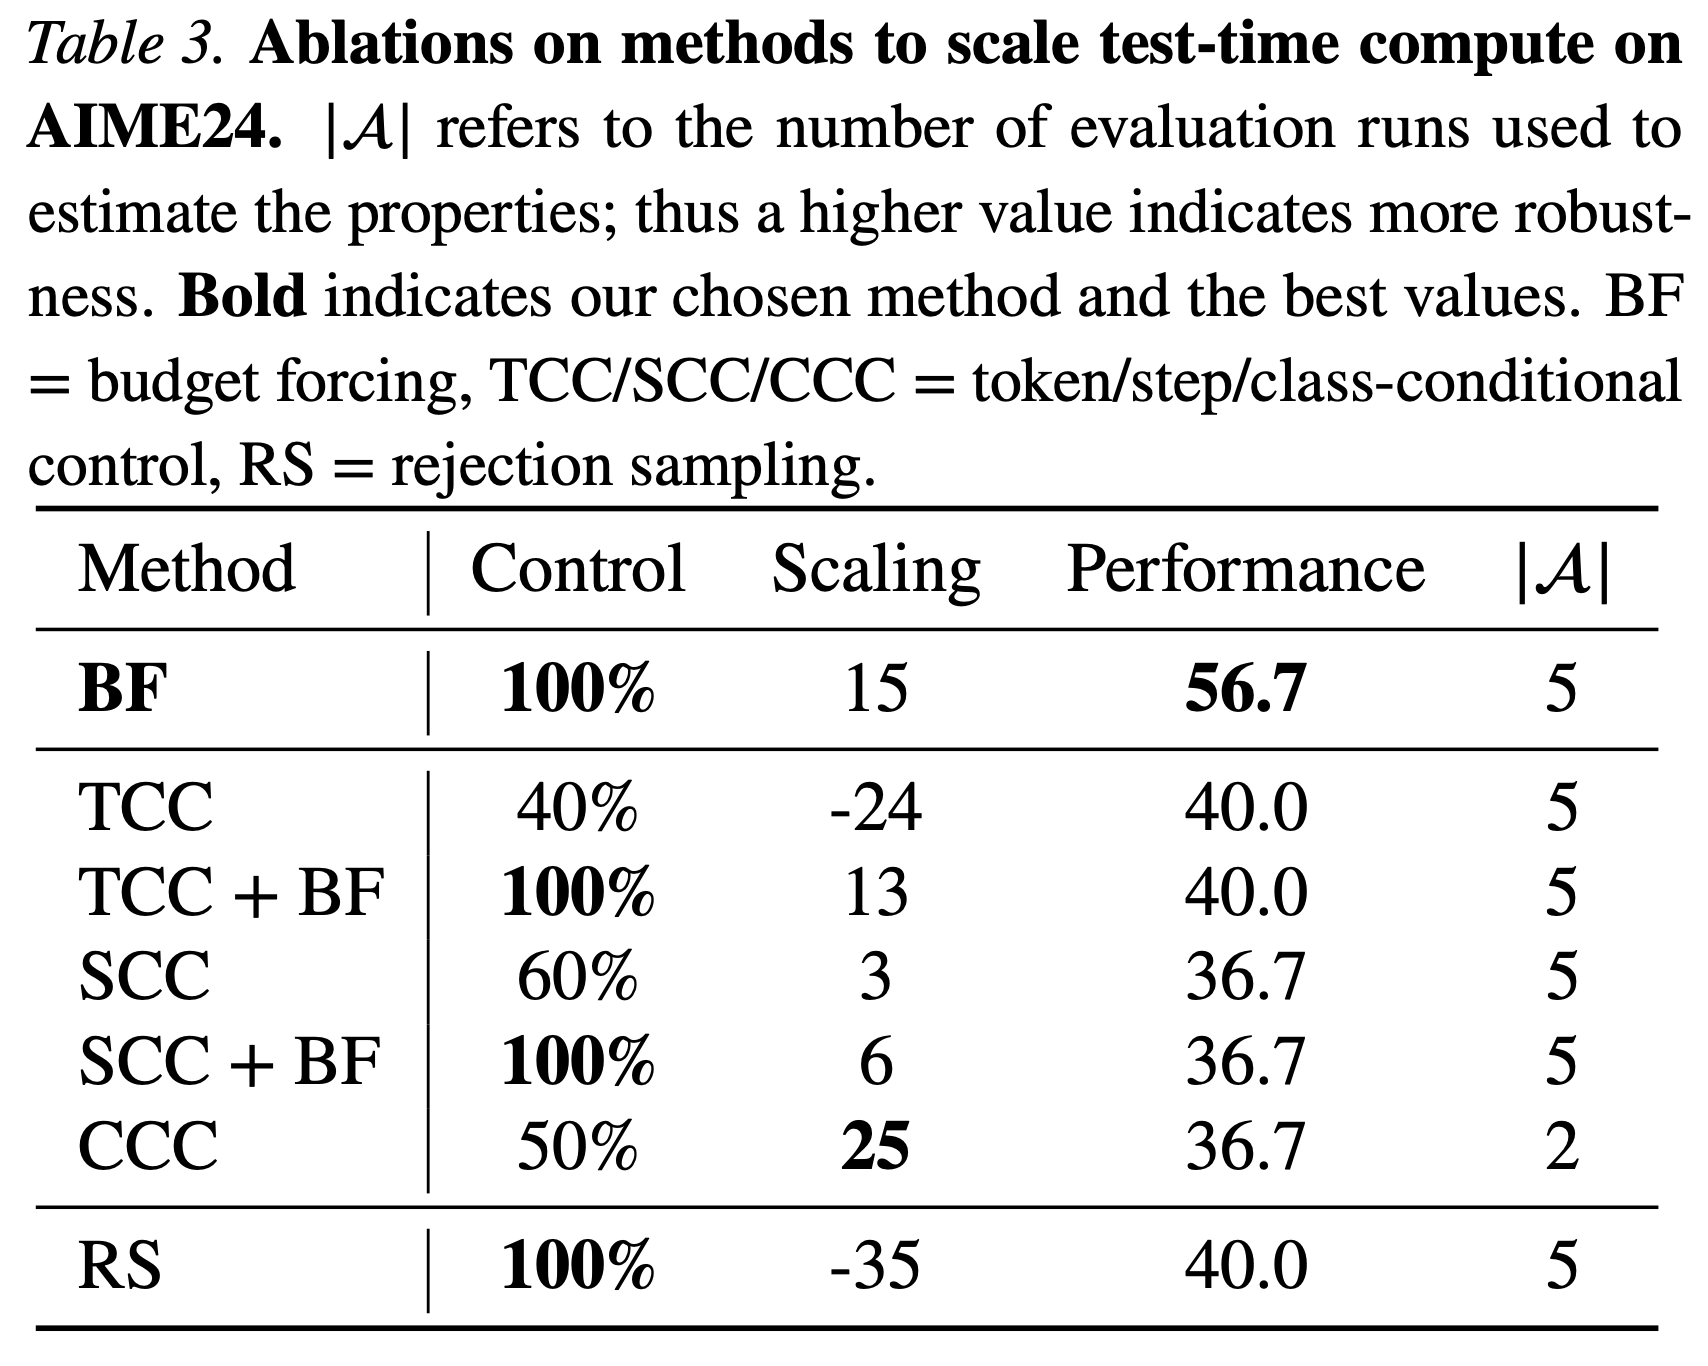 Table 3. Ablations on methods to scale test-time compute on
AIME24. |𝒜| refers to the number of evaluation runs used to
estimate the properties; thus a higher value indicates more robust-
ness. Bold indicates our chosen method and the best values. BF
= budget forcing, TCC/SCC/CCC = token/step/class-conditional
control, RS = rejection sampling.
Method Control Scaling Performance |𝒜|
BF 100% 15 56.7 5
TCC 40% -24 40.0 5
TCC + BF 100% 13 40.0 5
SCC 60% 3 36.7 5
SCC + BF 100% 6 36.7 5
CCC 50% 25 36.7 2
RS 100% -35 40.0 5